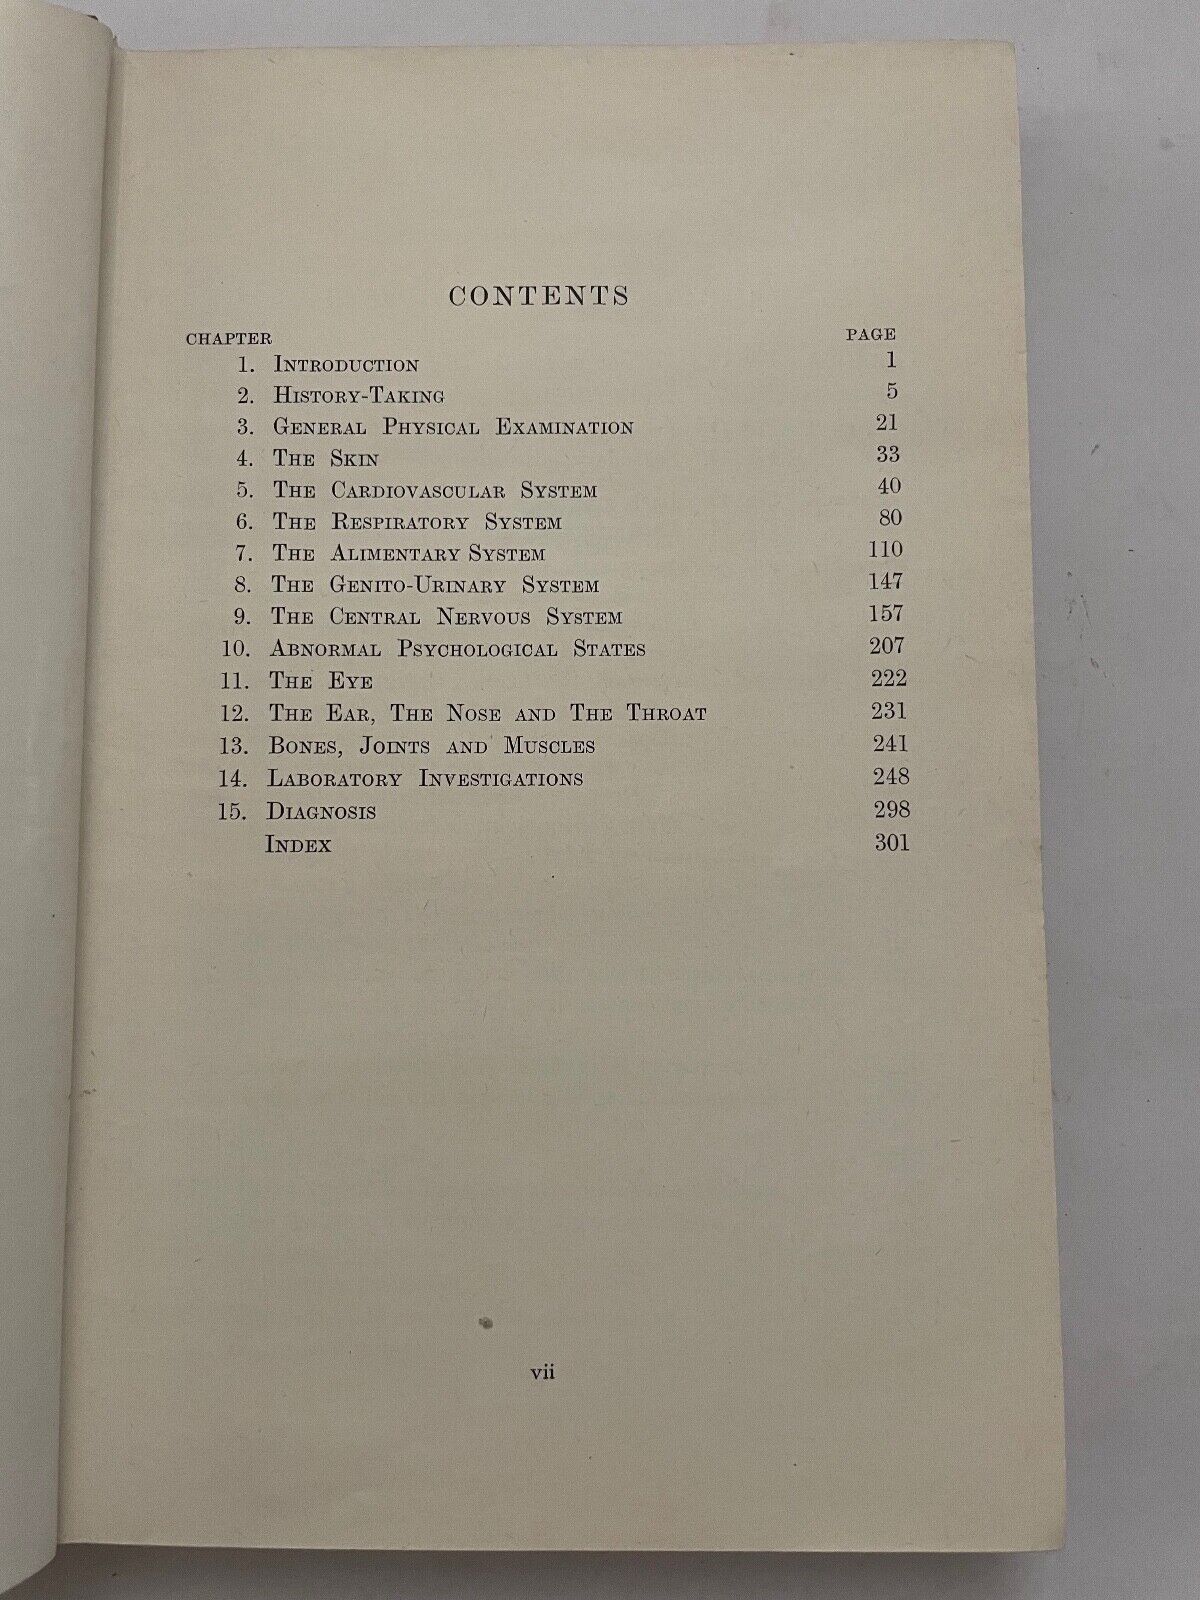 CONTENTS
CHAPTER PAGE
1. INTRODUCTION 1
2. HISTORY-TAKING 5
3. GENERAL PHYSICAL EXAMINATION 21
4. THE SKIN 33
5. THE CARDIOVASCULAR SYSTEM 40
6. THE RESPIRATORY SYSTEM 80
7. THE ALIMENTARY SYSTEM 110
8. THE GENITO-URINARY SYSTEM 147
9. THE CENTRAL NERVOUS SYSTEM 157
10. ABNORMAL PSYCHOLOGICAL STATES 207
11. THE EYE 222
12. THE EAR, THE NOSE AND THE THROAT 231
13. BONES, JOINTS AND MUSCLES 241
14. LABORATORY INVESTIGATIONS 248
15. DIAGNOSIS 298
INDEX 301
vii